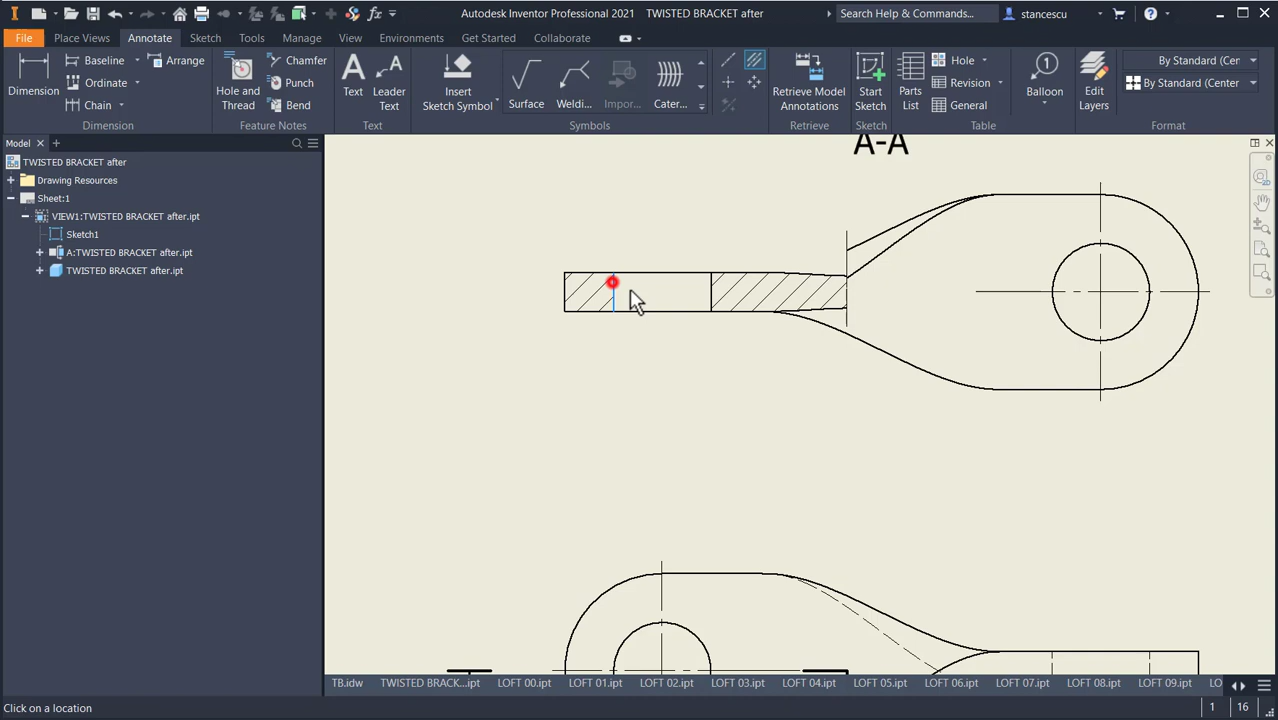 Autodesk Inventor Professional 2021 TWISTED BRACKET after
Search Help & Commands...
stancescu
File Place Views Annotate Sketch Tools Manage View Environments Get Started Collaborate
Dimension
Baseline
Ordinate
Chain
Arrange
Dimension
Hole and Thread
Chamfer
Punch
Bend
Feature Notes
Text
Leader Text
Text
Insert Sketch Symbol
Surface
Weldi...
Impor...
Cater...
Symbols
Retrieve Model Annotations
Retrieve
Start Sketch
Sketch
Parts List
Hole
Revision
General
Table
Balloon
Edit Layers
By Standard (Cer
By Standard (Center
Format
Model
TWISTED BRACKET after
Drawing Resources
Sheet:1
VIEW1:TWISTED BRACKET after.ipt
Sketch1
A:TWISTED BRACKET after.ipt
TWISTED BRACKET after.ipt
A-A
TB.idw TWISTED BRACK...ipt LOFT 00.ipt LOFT 01.ipt LOFT 02.ipt LOFT 03.ipt LOFT 04.ipt LOFT 05.ipt LOFT 06.ipt LOFT 07.ipt LOFT 08.ipt LOFT 09.ipt LO
Click on a location
1 16